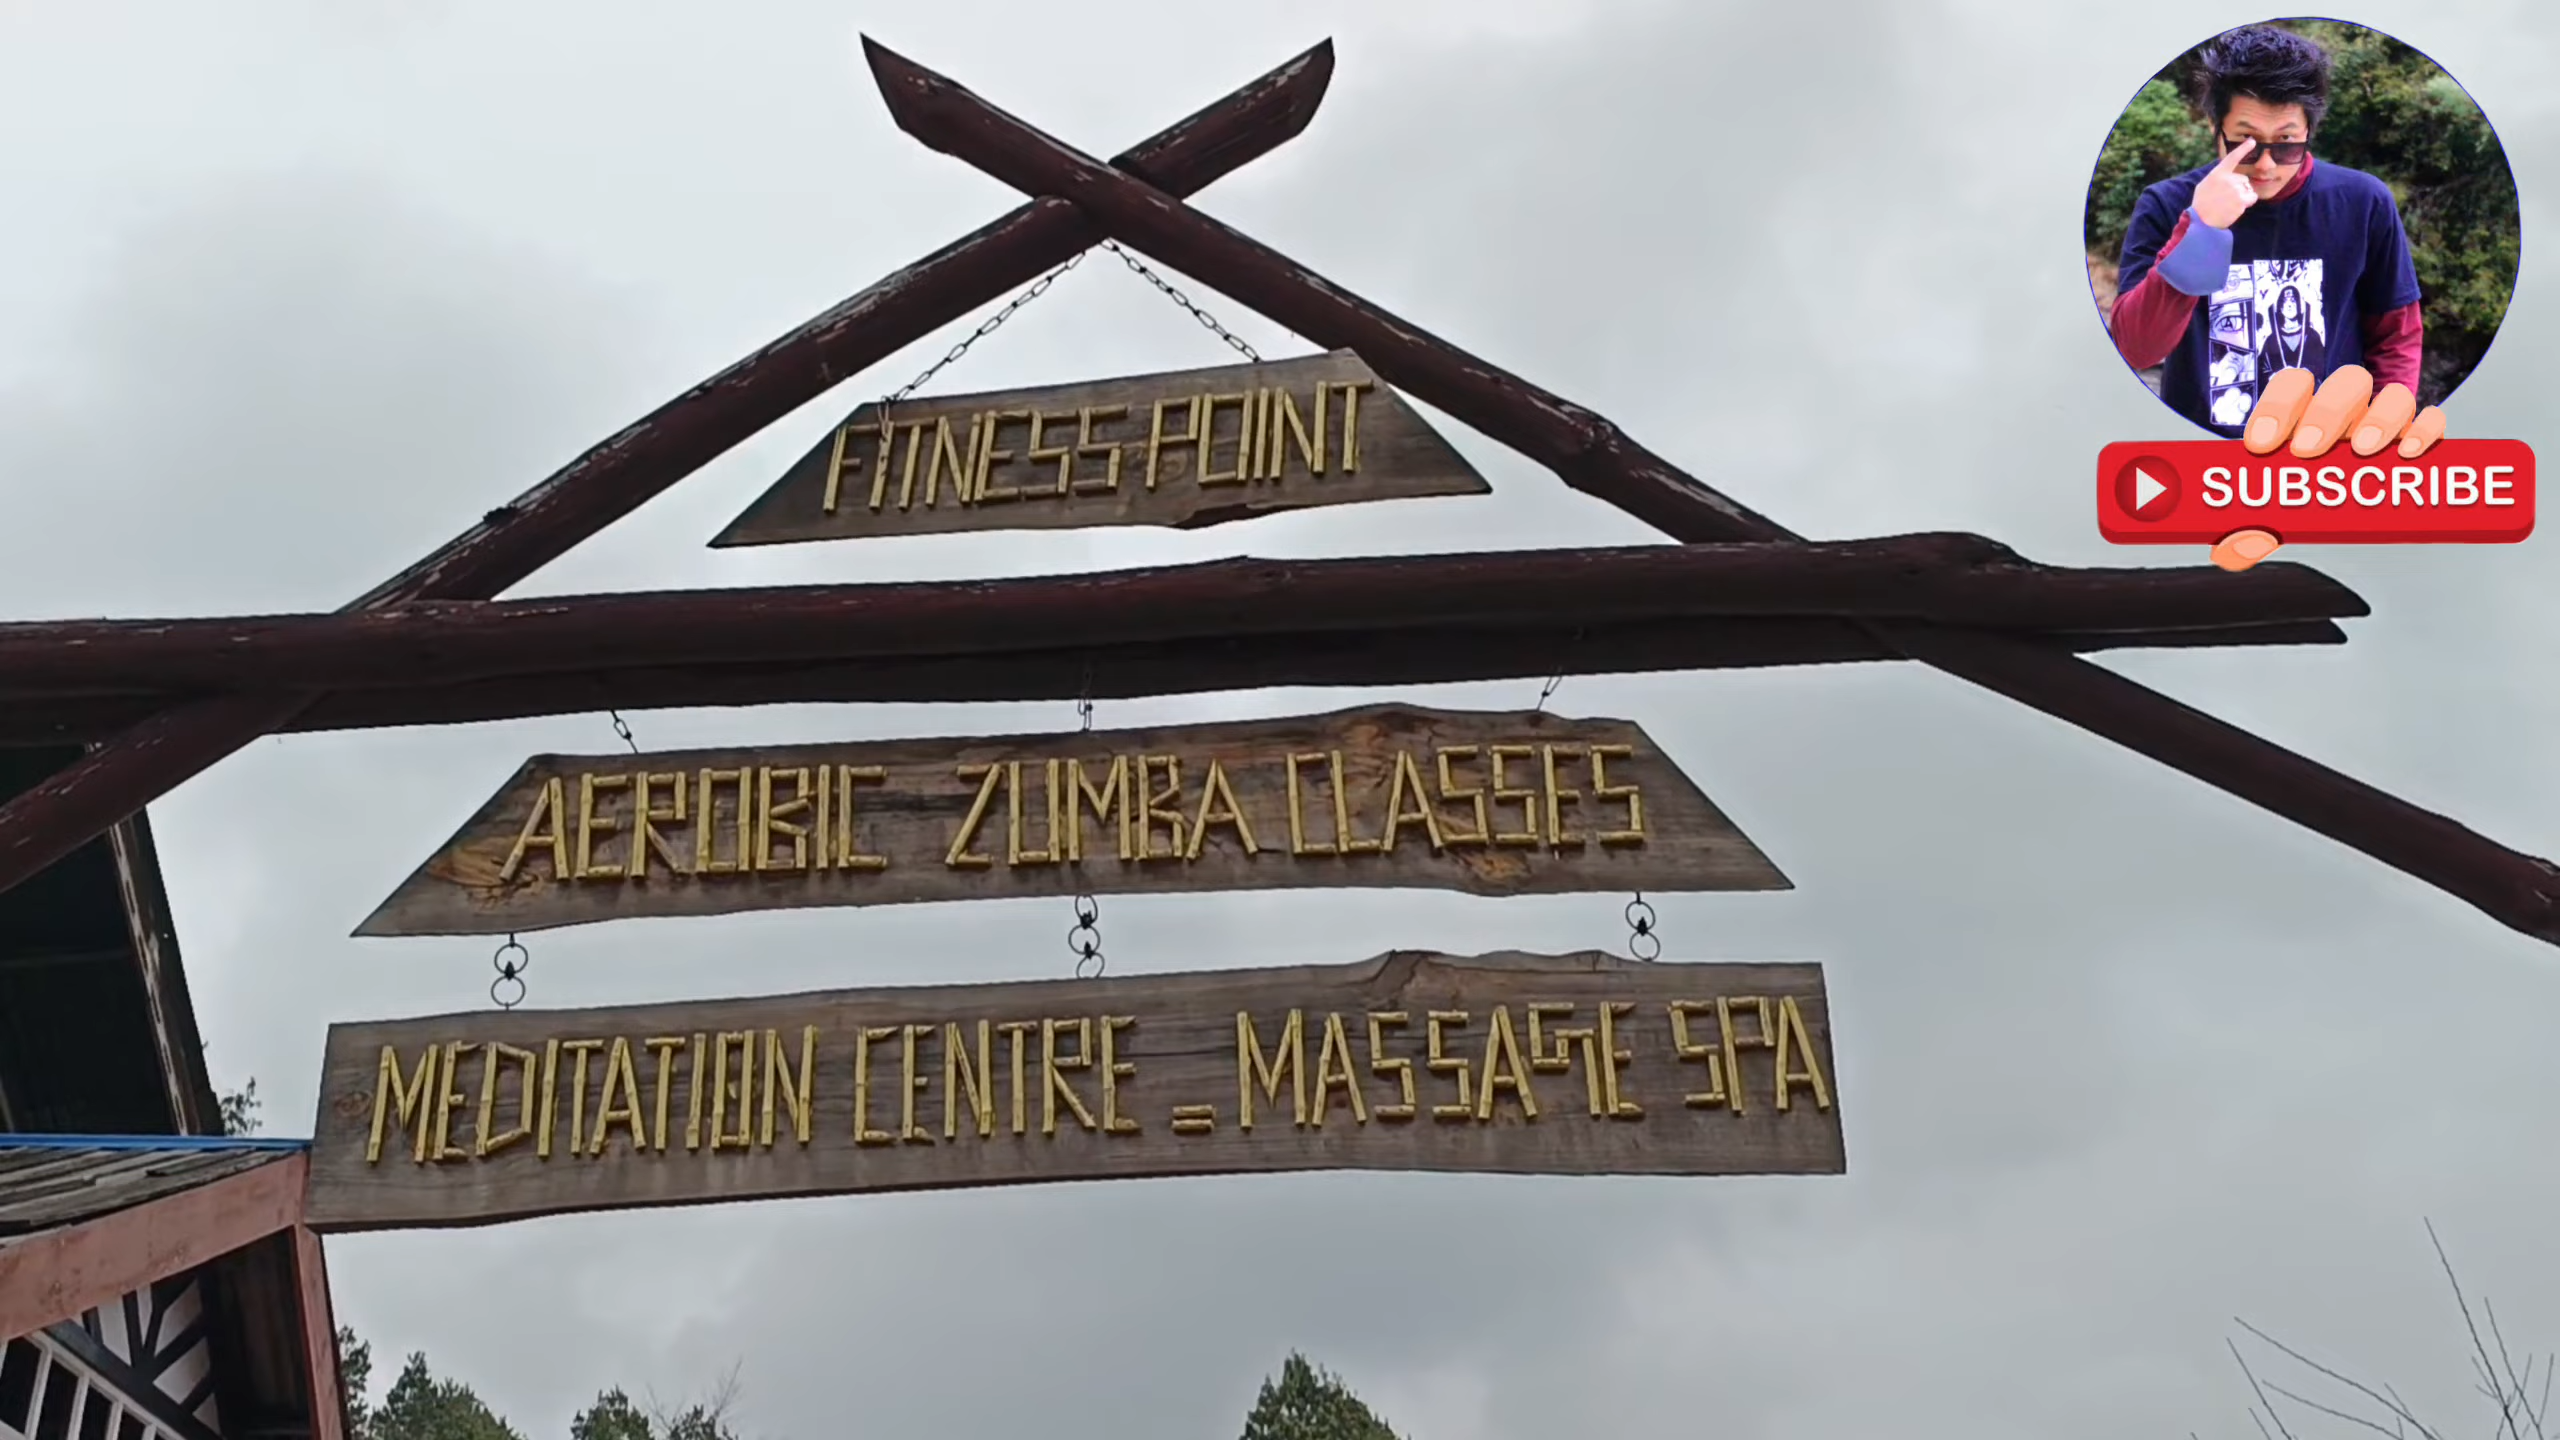 FITNESS POINT
AEROBIC ZUMBA CLASSES
MEDITATION CENTRE = MASSAGE SPA
SUBSCRIBE